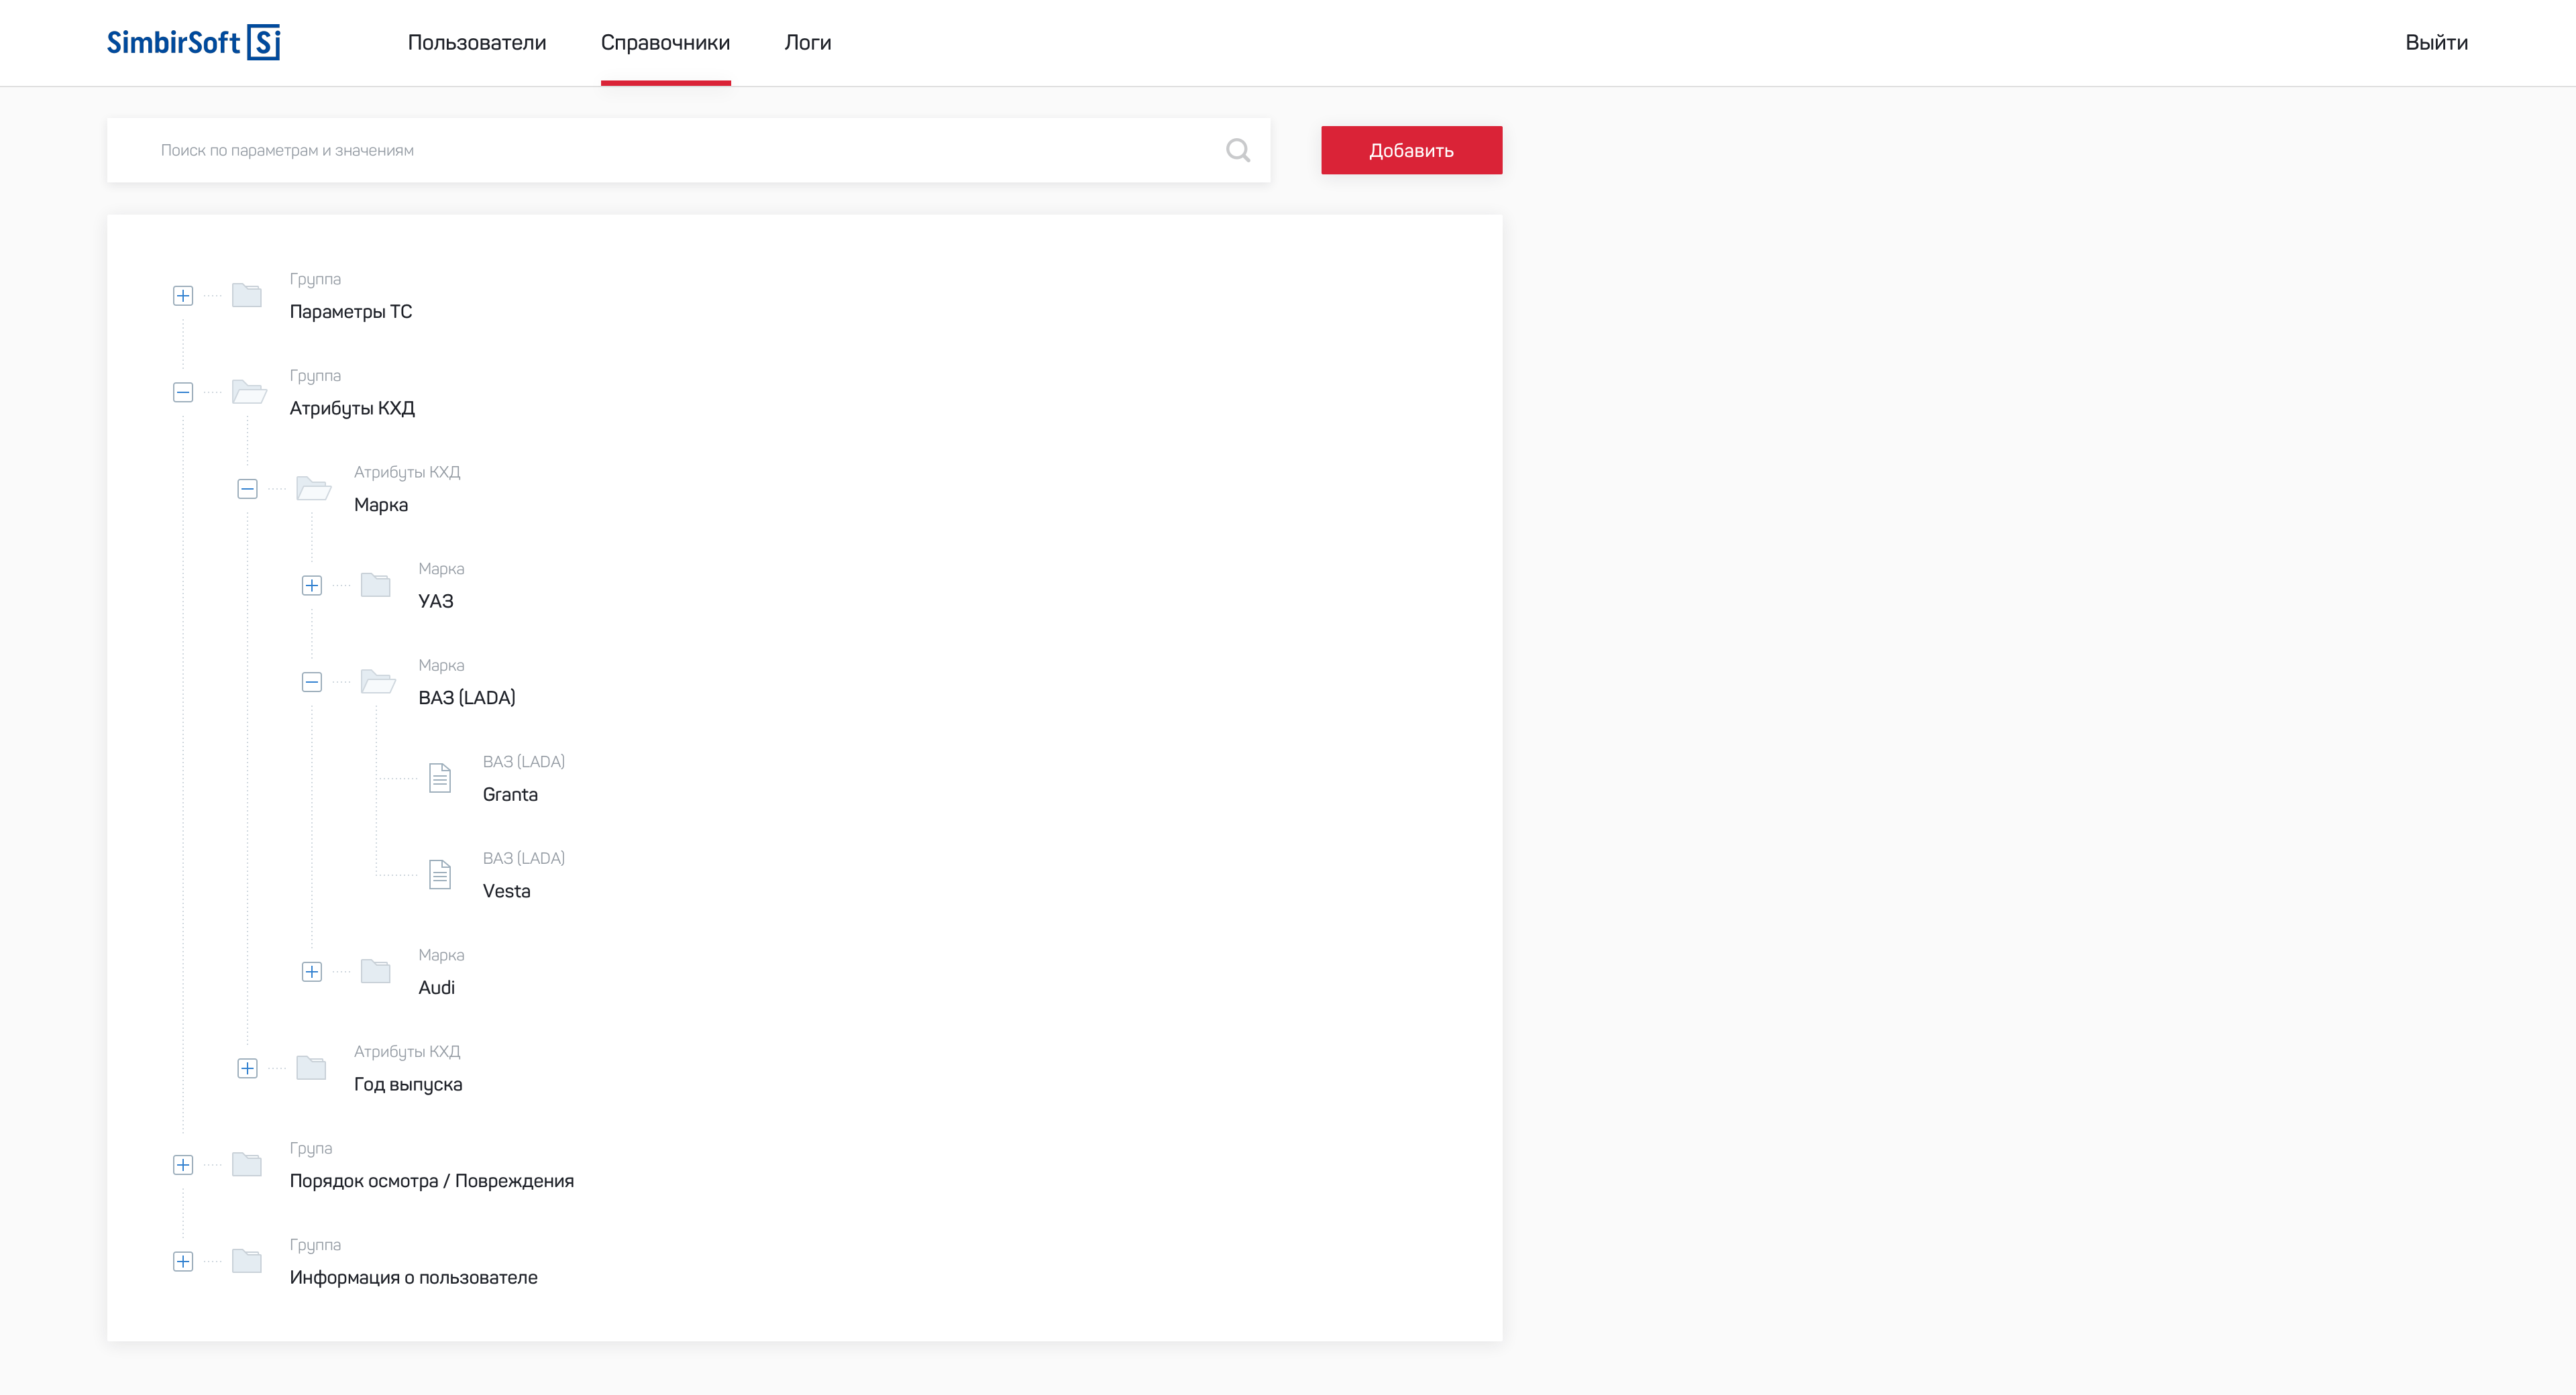 SimbirSoft Si
Пользователи
Справочники
Логи
Выйти
Поиск по параметрам и значениям
Добавить
Группа
Параметры ТС
Группа
Атрибуты КХД
Атрибуты КХД
Марка
Марка
УАЗ
Марка
ВАЗ (LADA)
ВАЗ (LADA)
Granta
ВАЗ (LADA)
Vesta
Марка
Audi
Атрибуты КХД
Год выпуска
Група
Порядок осмотра / Повреждения
Группа
Информация о пользователе